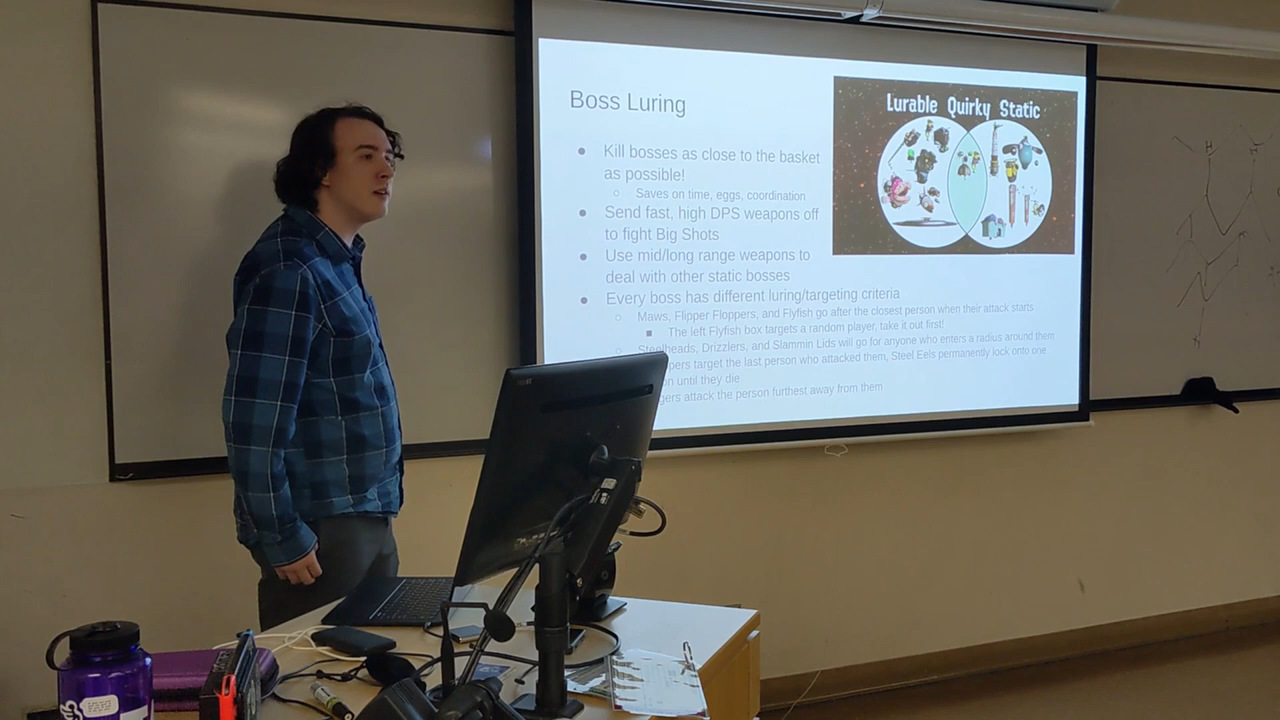 Boss Luring
Lurable Quirky Static
Kill bosses as close to the basket
as possible!
Saves on time, eggs, coordination
Send fast, high DPS weapons off
to fight Big Shots
Use mid/long range weapons to
deal with other static bosses
Every boss has different luring/targeting criteria
Maws, Flipper Floppers, and Flyfish go after the closest person when their attack starts
The left Flyfish box targets a random player, take it out first!
Steelheads, Drizzlers, and Slammin Lids will go for anyone who enters a radius around them
target the last person who attacked them, Steel Eels permanently lock onto one
until they die
attack the person furthest away from them